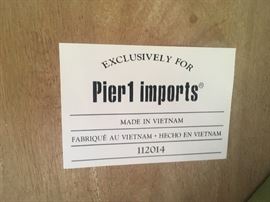 EXCLUSIVELY FOR
Pier1 imports®
MADE IN VIETNAM
FABRIQUÉ AU VIETNAM • HECHO EN VIETNAM
112014